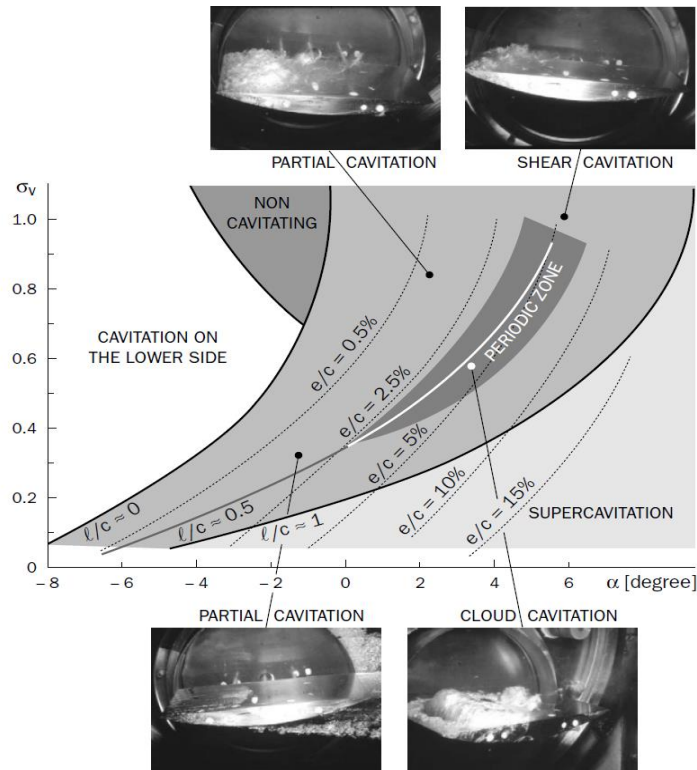 PARTIAL CAVITATION
SHEAR CAVITATION
σv
NON
CAVITATING
1.0
0.8
CAVITATION ON
THE LOWER SIDE
0.6
0.4
0.2
0
e/c = 0.5%
e/c = 2.5%
e/c = 5%
e/c = 10%
e/c = 15%
PERIODIC ZONE
ℓ/c ≈ 0
ℓ/c ≈ 0.5
ℓ/c ≈ 1
SUPERCAVITATION
– 8
– 6
– 4
– 2
0
2
4
6
α [degree]
PARTIAL CAVITATION
CLOUD CAVITATION